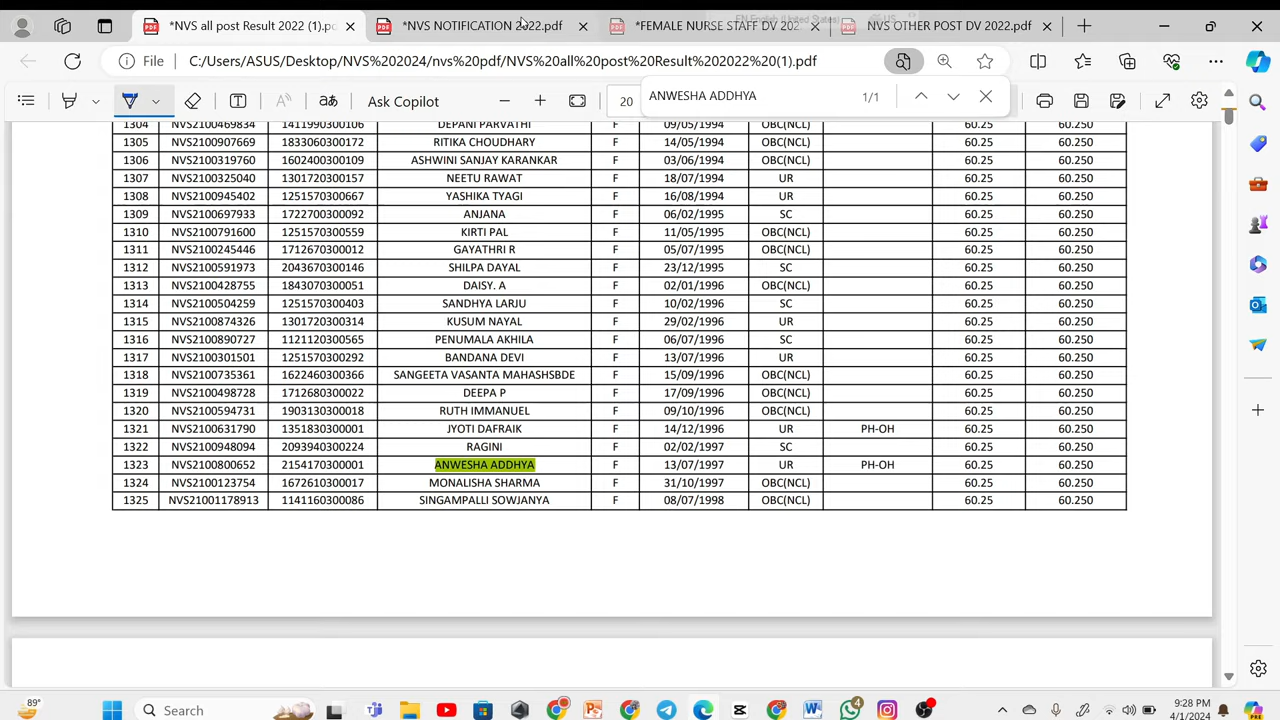 *NVS all post Result 2022 (1).pd
*NVS NOTIFICATION 2022.pdf
*FEMALE NURSE STAFF DV 202
NVS OTHER POST DV 2022.pdf
File
C:/Users/ASUS/Desktop/NVS%202024/nvs%20pdf/NVS%20all%20post%20Result%202022%20(1).pdf
Ask Copilot
20
ANWESHA ADDHYA 1/1
1304 NVS2100469834 1411990300106 DEPANI PARVATHI F 09/05/1994 OBC(NCL) 60.25 60.250
1305 NVS2100907669 1833060300172 RITIKA CHOUDHARY F 14/05/1994 OBC(NCL) 60.25 60.250
1306 NVS2100319760 1602400300109 ASHWINI SANJAY KARANKAR F 03/06/1994 OBC(NCL) 60.25 60.250
1307 NVS2100325040 1301720300157 NEETU RAWAT F 18/07/1994 UR 60.25 60.250
1308 NVS2100945402 1251570300667 YASHIKA TYAGI F 16/08/1994 UR 60.25 60.250
1309 NVS2100697933 1722700300092 ANJANA F 06/02/1995 SC 60.25 60.250
1310 NVS2100791600 1251570300559 KIRTI PAL F 11/05/1995 OBC(NCL) 60.25 60.250
1311 NVS2100245446 1712670300012 GAYATHRI R F 05/07/1995 OBC(NCL) 60.25 60.250
1312 NVS2100591973 2043670300146 SHILPA DAYAL F 23/12/1995 SC 60.25 60.250
1313 NVS2100428755 1843070300051 DAISY. A F 02/01/1996 OBC(NCL) 60.25 60.250
1314 NVS2100504259 1251570300403 SANDHYA LARJU F 10/02/1996 SC 60.25 60.250
1315 NVS2100874326 1301720300314 KUSUM NAYAL F 29/02/1996 UR 60.25 60.250
1316 NVS2100890727 1121120300565 PENUMALA AKHILA F 06/07/1996 SC 60.25 60.250
1317 NVS2100301501 1251570300292 BANDANA DEVI F 13/07/1996 UR 60.25 60.250
1318 NVS2100735361 1622460300366 SANGEETA VASANTA MAHASHSBDE F 15/09/1996 OBC(NCL) 60.25 60.250
1319 NVS2100498728 1712680300022 DEEPA P F 17/09/1996 OBC(NCL) 60.25 60.250
1320 NVS2100594731 1903130300018 RUTH IMMANUEL F 09/10/1996 OBC(NCL) 60.25 60.250
1321 NVS2100631790 1351830300001 JYOTI DAFRAIK F 14/12/1996 UR PH-OH 60.25 60.250
1322 NVS2100948094 2093940300224 RAGINI F 02/02/1997 SC 60.25 60.250
1323 NVS2100800652 2154170300001 ANWESHA ADDHYA F 13/07/1997 UR PH-OH 60.25 60.250
1324 NVS2100123754 1672610300017 MONALISHA SHARMA F 31/10/1997 OBC(NCL) 60.25 60.250
1325 NVS21001178913 1141160300086 SINGAMPALLI SOWJANYA F 08/07/1998 OBC(NCL) 60.25 60.250
89°
Search
4
9:28 PM
4/1/2024